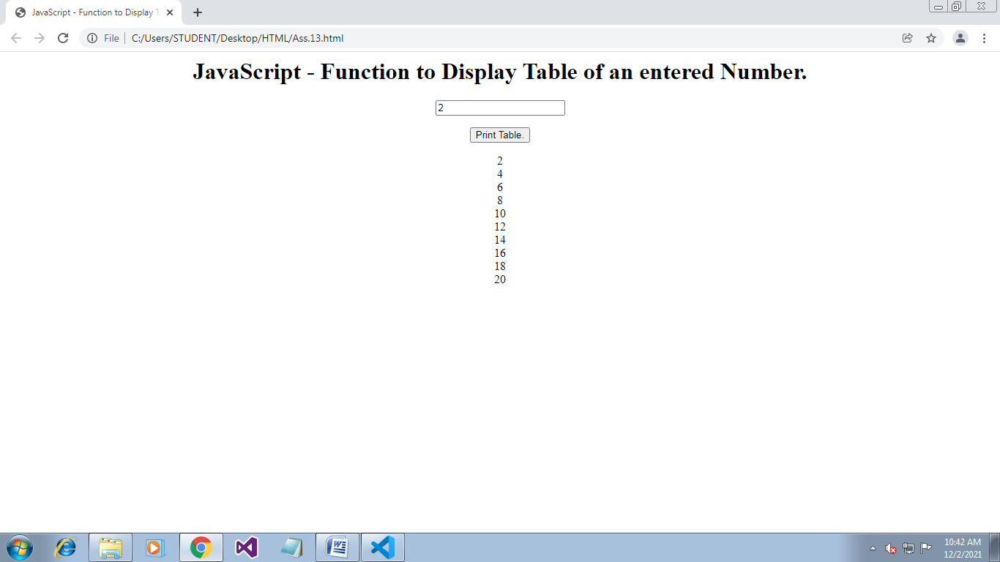 JavaScript - Function to Display T
File
C:/Users/STUDENT/Desktop/HTML/Ass.13.html
JavaScript - Function to Display Table of an entered Number.
2
Print Table.
2
4
6
8
10
12
14
16
18
20
10:42 AM
12/2/2021